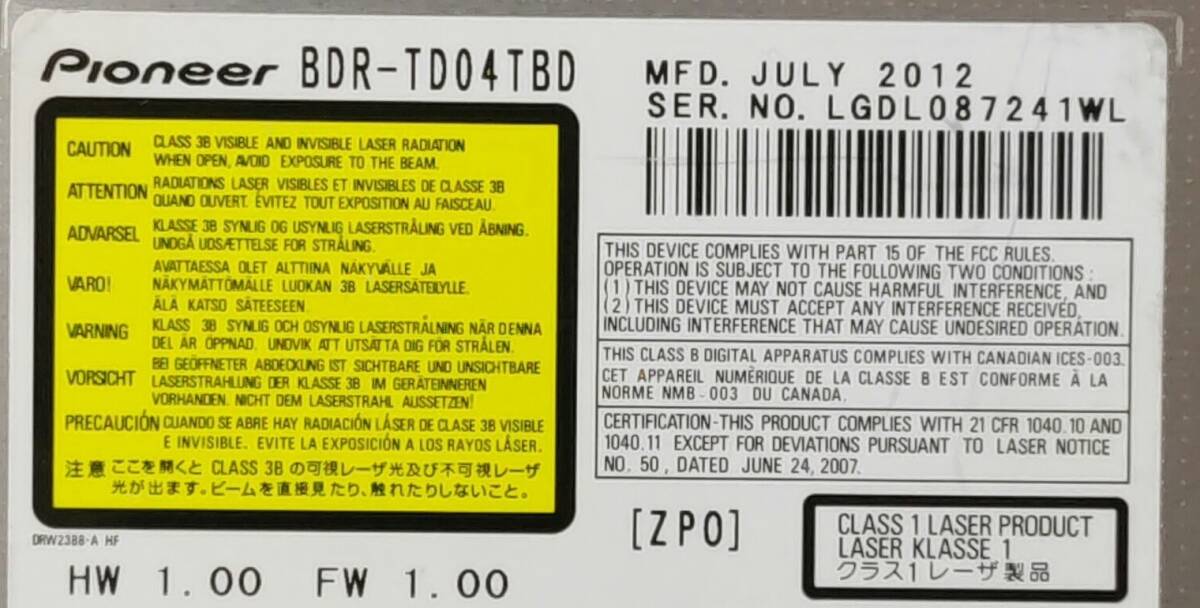 Pioneer BDR-TD04TBD
CAUTION CLASS 3B VISIBLE AND INVISIBLE LASER RADIATION
WHEN OPEN, AVOID EXPOSURE TO THE BEAM.
ATTENTION RADIATIONS LASER VISIBLES ET INVISIBLES DE CLASSE 3B
QUAND OUVERT. ÉVITEZ TOUT EXPOSITION AU FAISCEAU.
ADVARSEL KLASSE 3B SYNLIG OG USYNLIG LASERSTRÅLING VED ÅBNING.
UNDGÅ UDSÆTTELSE FOR STRÅLING.
VARO! AVATTAESSA OLET ALTTIINA NÄKYVÄLLE JA
NÄKYMÄTTÖMÄLLE LUOKAN 3B LASERSÄTEILYLLE.
ÄLÄ KATSO SÄTEESEEN.
VARNING KLASS 3B SYNLIG OCH OSYNLIG LASERSTRÅLNING NÄR DENNA
DEL ÄR ÖPPNAD. UNDVIK ATT UTSÄTTA DIG FÖR STRÅLEN.
VORSICHT BEI GEÖFFNETER ABDECKUNG IST SICHTBARE UND UNSICHTBARE
LASERSTRAHLUNG DER KLASSE 3B IM GERÄTEINNEREN
VORHANDEN. NICHT DEM LASERSTRAHL AUSSETZEN!
PRECAUCIÓN CUANDO SE ABRE HAY RADIACIÓN LÁSER DE CLASE 3B VISIBLE
E INVISIBLE. EVITE LA EXPOSICIÓN A LOS RAYOS LÁSER.
注意 ここを開くと CLASS 3B の可視レーザ光及び不可視レーザ
光が出ます。ビームを直接見たり、触れたりしないこと。
DRW2388-A HF
HW 1.00 FW 1.00
MFD. JULY 2012
SER. NO. LGDL087241WL
THIS DEVICE COMPLIES WITH PART 15 OF THE FCC RULES.
OPERATION IS SUBJECT TO THE FOLLOWING TWO CONDITIONS :
(1) THIS DEVICE MAY NOT CAUSE HARMFUL INTERFERENCE, AND
(2) THIS DEVICE MUST ACCEPT ANY INTERFERENCE RECEIVED,
INCLUDING INTERFERENCE THAT MAY CAUSE UNDESIRED OPERATION.
THIS CLASS B DIGITAL APPARATUS COMPLIES WITH CANADIAN ICES-003.
CET APPAREIL NUMÉRIQUE DE LA CLASSE B EST CONFORME À LA
NORME NMB-003 DU CANADA.
CERTIFICATION-THIS PRODUCT COMPLIES WITH 21 CFR 1040.10 AND
1040.11 EXCEPT FOR DEVIATIONS PURSUANT TO LASER NOTICE
NO. 50, DATED JUNE 24, 2007.
[ZP0]
CLASS 1 LASER PRODUCT
LASER KLASSE 1
クラス1レーザ製品